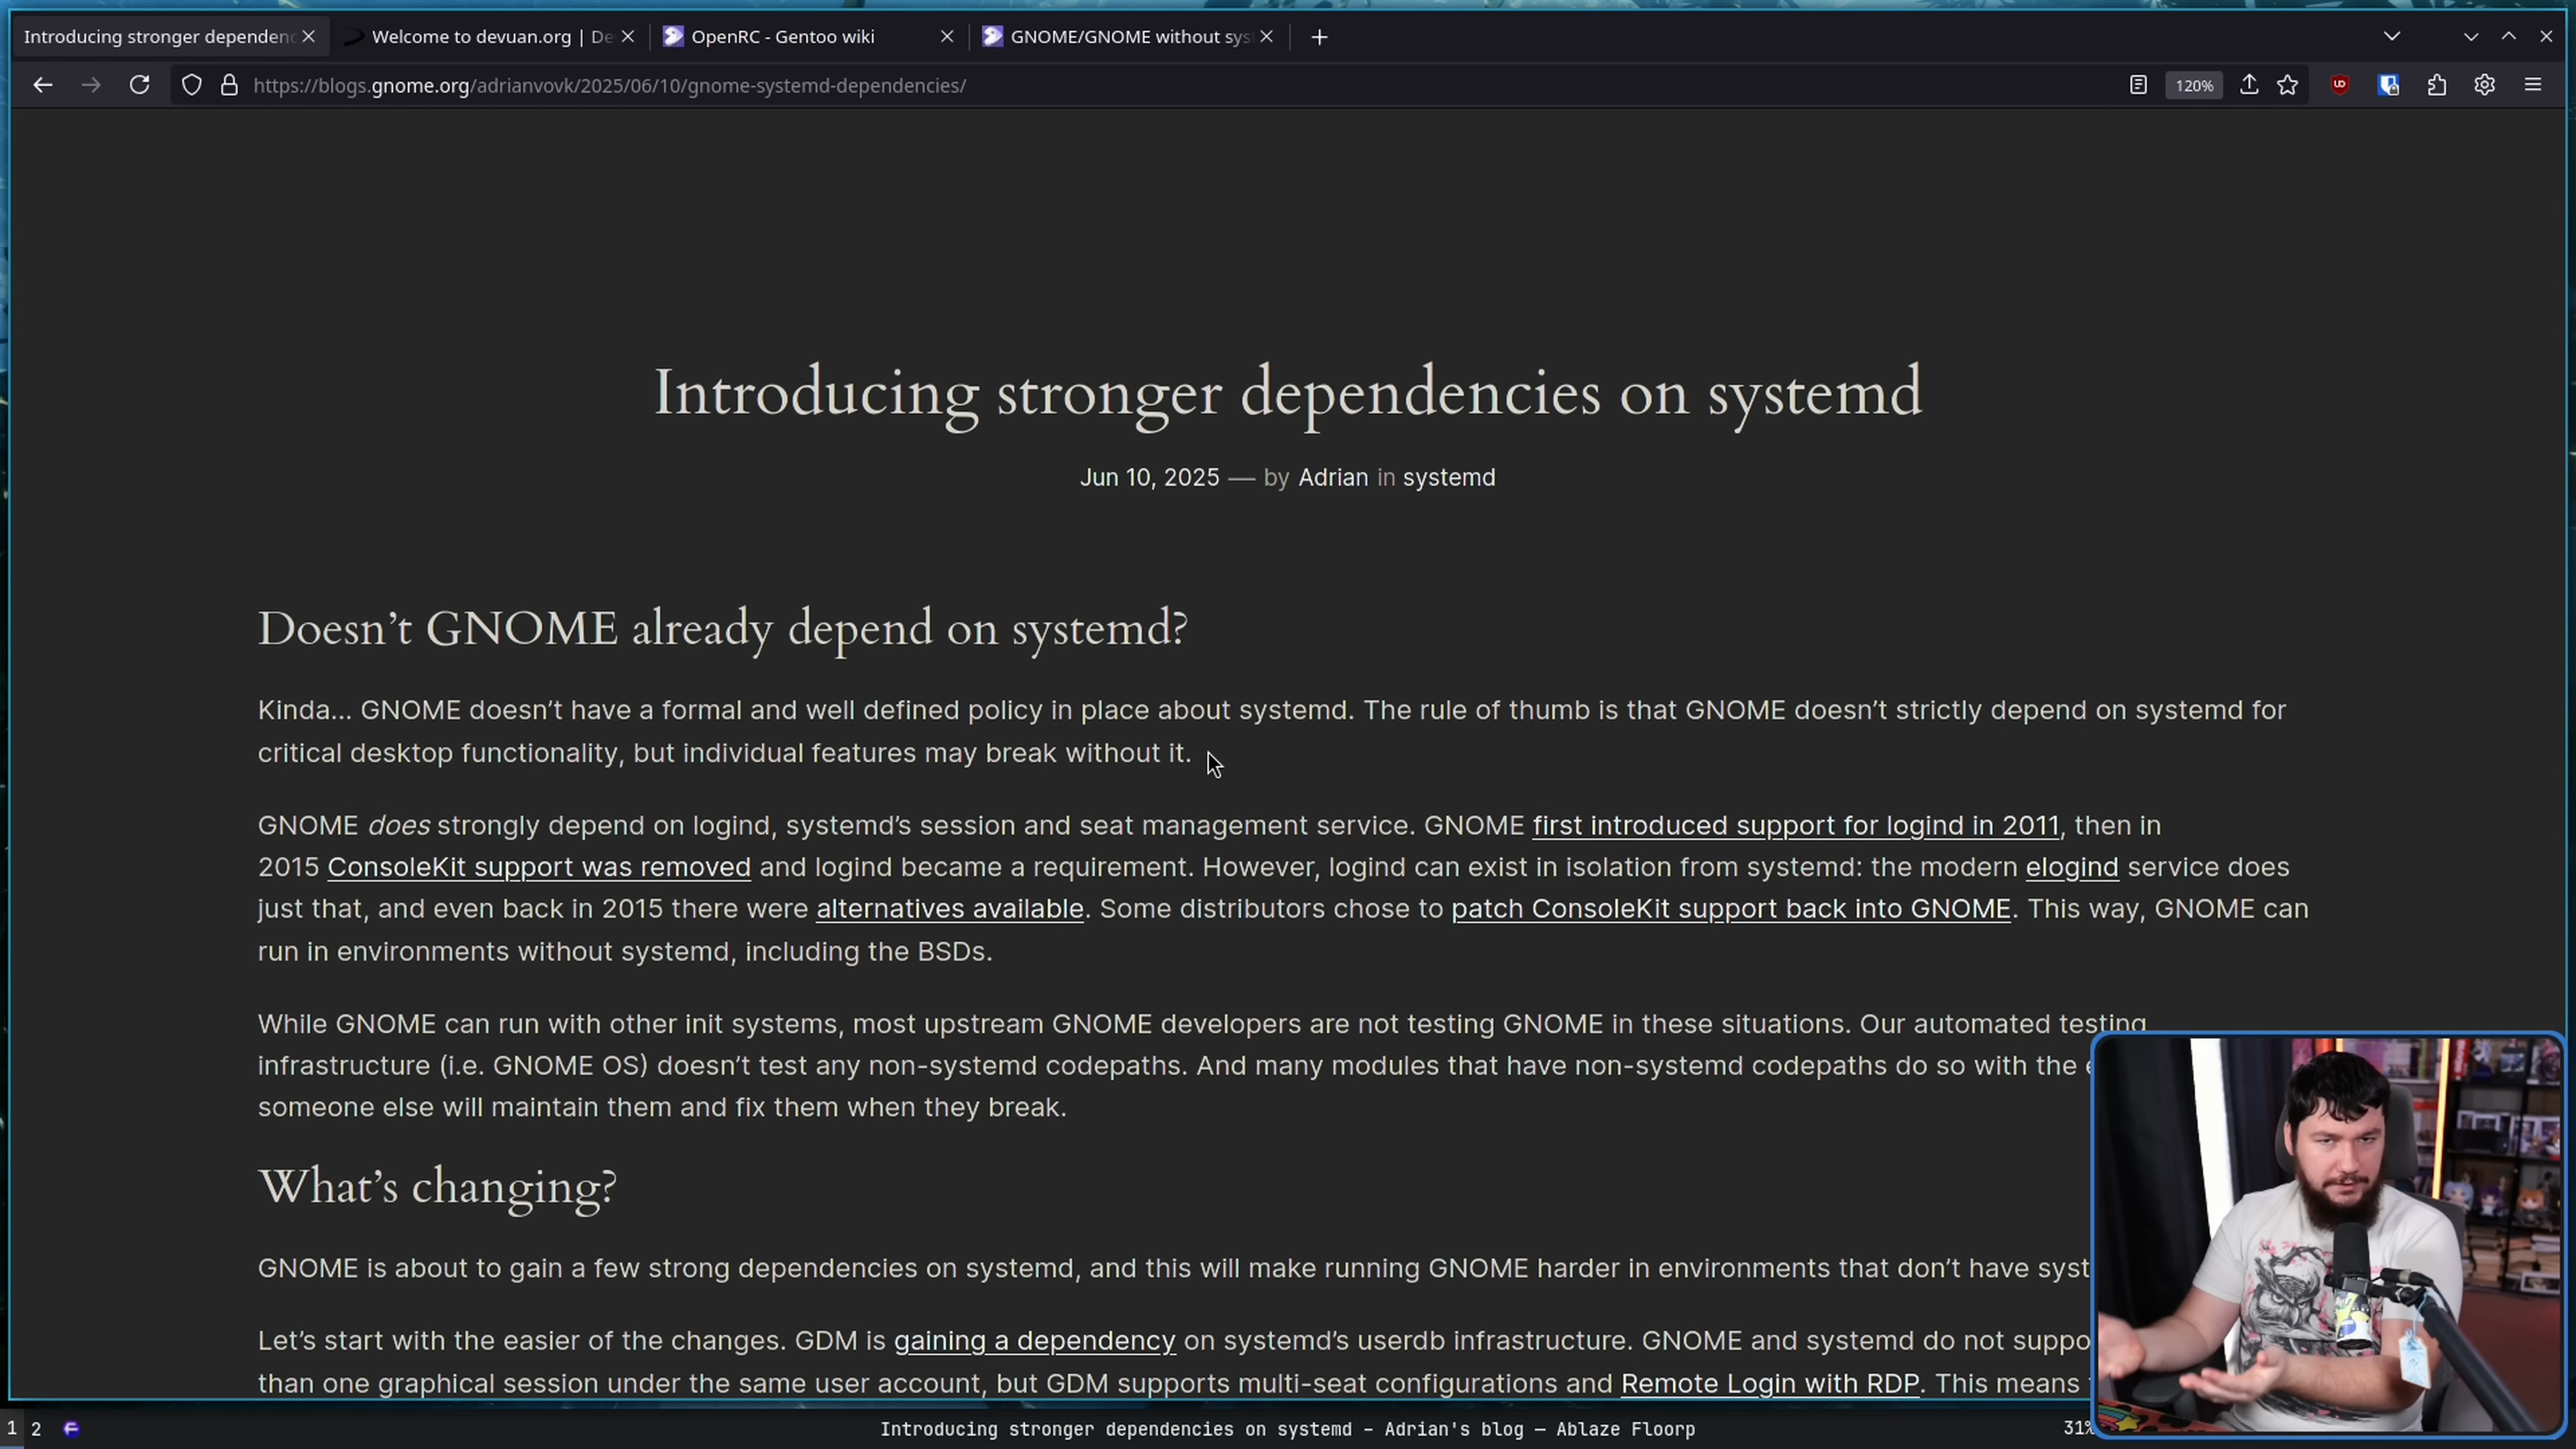 Introducing stronger dependenc
Welcome to devuan.org | De
OpenRC - Gentoo wiki
GNOME/GNOME without sys
https://blogs.gnome.org/adrianvovk/2025/06/10/gnome-systemd-dependencies/
120%
Introducing stronger dependencies on systemd
Jun 10, 2025 — by Adrian in systemd
Doesn’t GNOME already depend on systemd?
Kinda… GNOME doesn’t have a formal and well defined policy in place about systemd. The rule of thumb is that GNOME doesn’t strictly depend on systemd for
critical desktop functionality, but individual features may break without it.
GNOME does strongly depend on logind, systemd’s session and seat management service. GNOME first introduced support for logind in 2011, then in
2015 ConsoleKit support was removed and logind became a requirement. However, logind can exist in isolation from systemd: the modern elogind service does
just that, and even back in 2015 there were alternatives available. Some distributors chose to patch ConsoleKit support back into GNOME. This way, GNOME can
run in environments without systemd, including the BSDs.
While GNOME can run with other init systems, most upstream GNOME developers are not testing GNOME in these situations. Our automated testing
infrastructure (i.e. GNOME OS) doesn’t test any non-systemd codepaths. And many modules that have non-systemd codepaths do so with the
someone else will maintain them and fix them when they break.
What’s changing?
GNOME is about to gain a few strong dependencies on systemd, and this will make running GNOME harder in environments that don’t have syst
Let’s start with the easier of the changes. GDM is gaining a dependency on systemd’s userdb infrastructure. GNOME and systemd do not suppo
than one graphical session under the same user account, but GDM supports multi-seat configurations and Remote Login with RDP. This means
1 2 Introducing stronger dependencies on systemd - Adrian's blog — Ablaze Floorp 31%